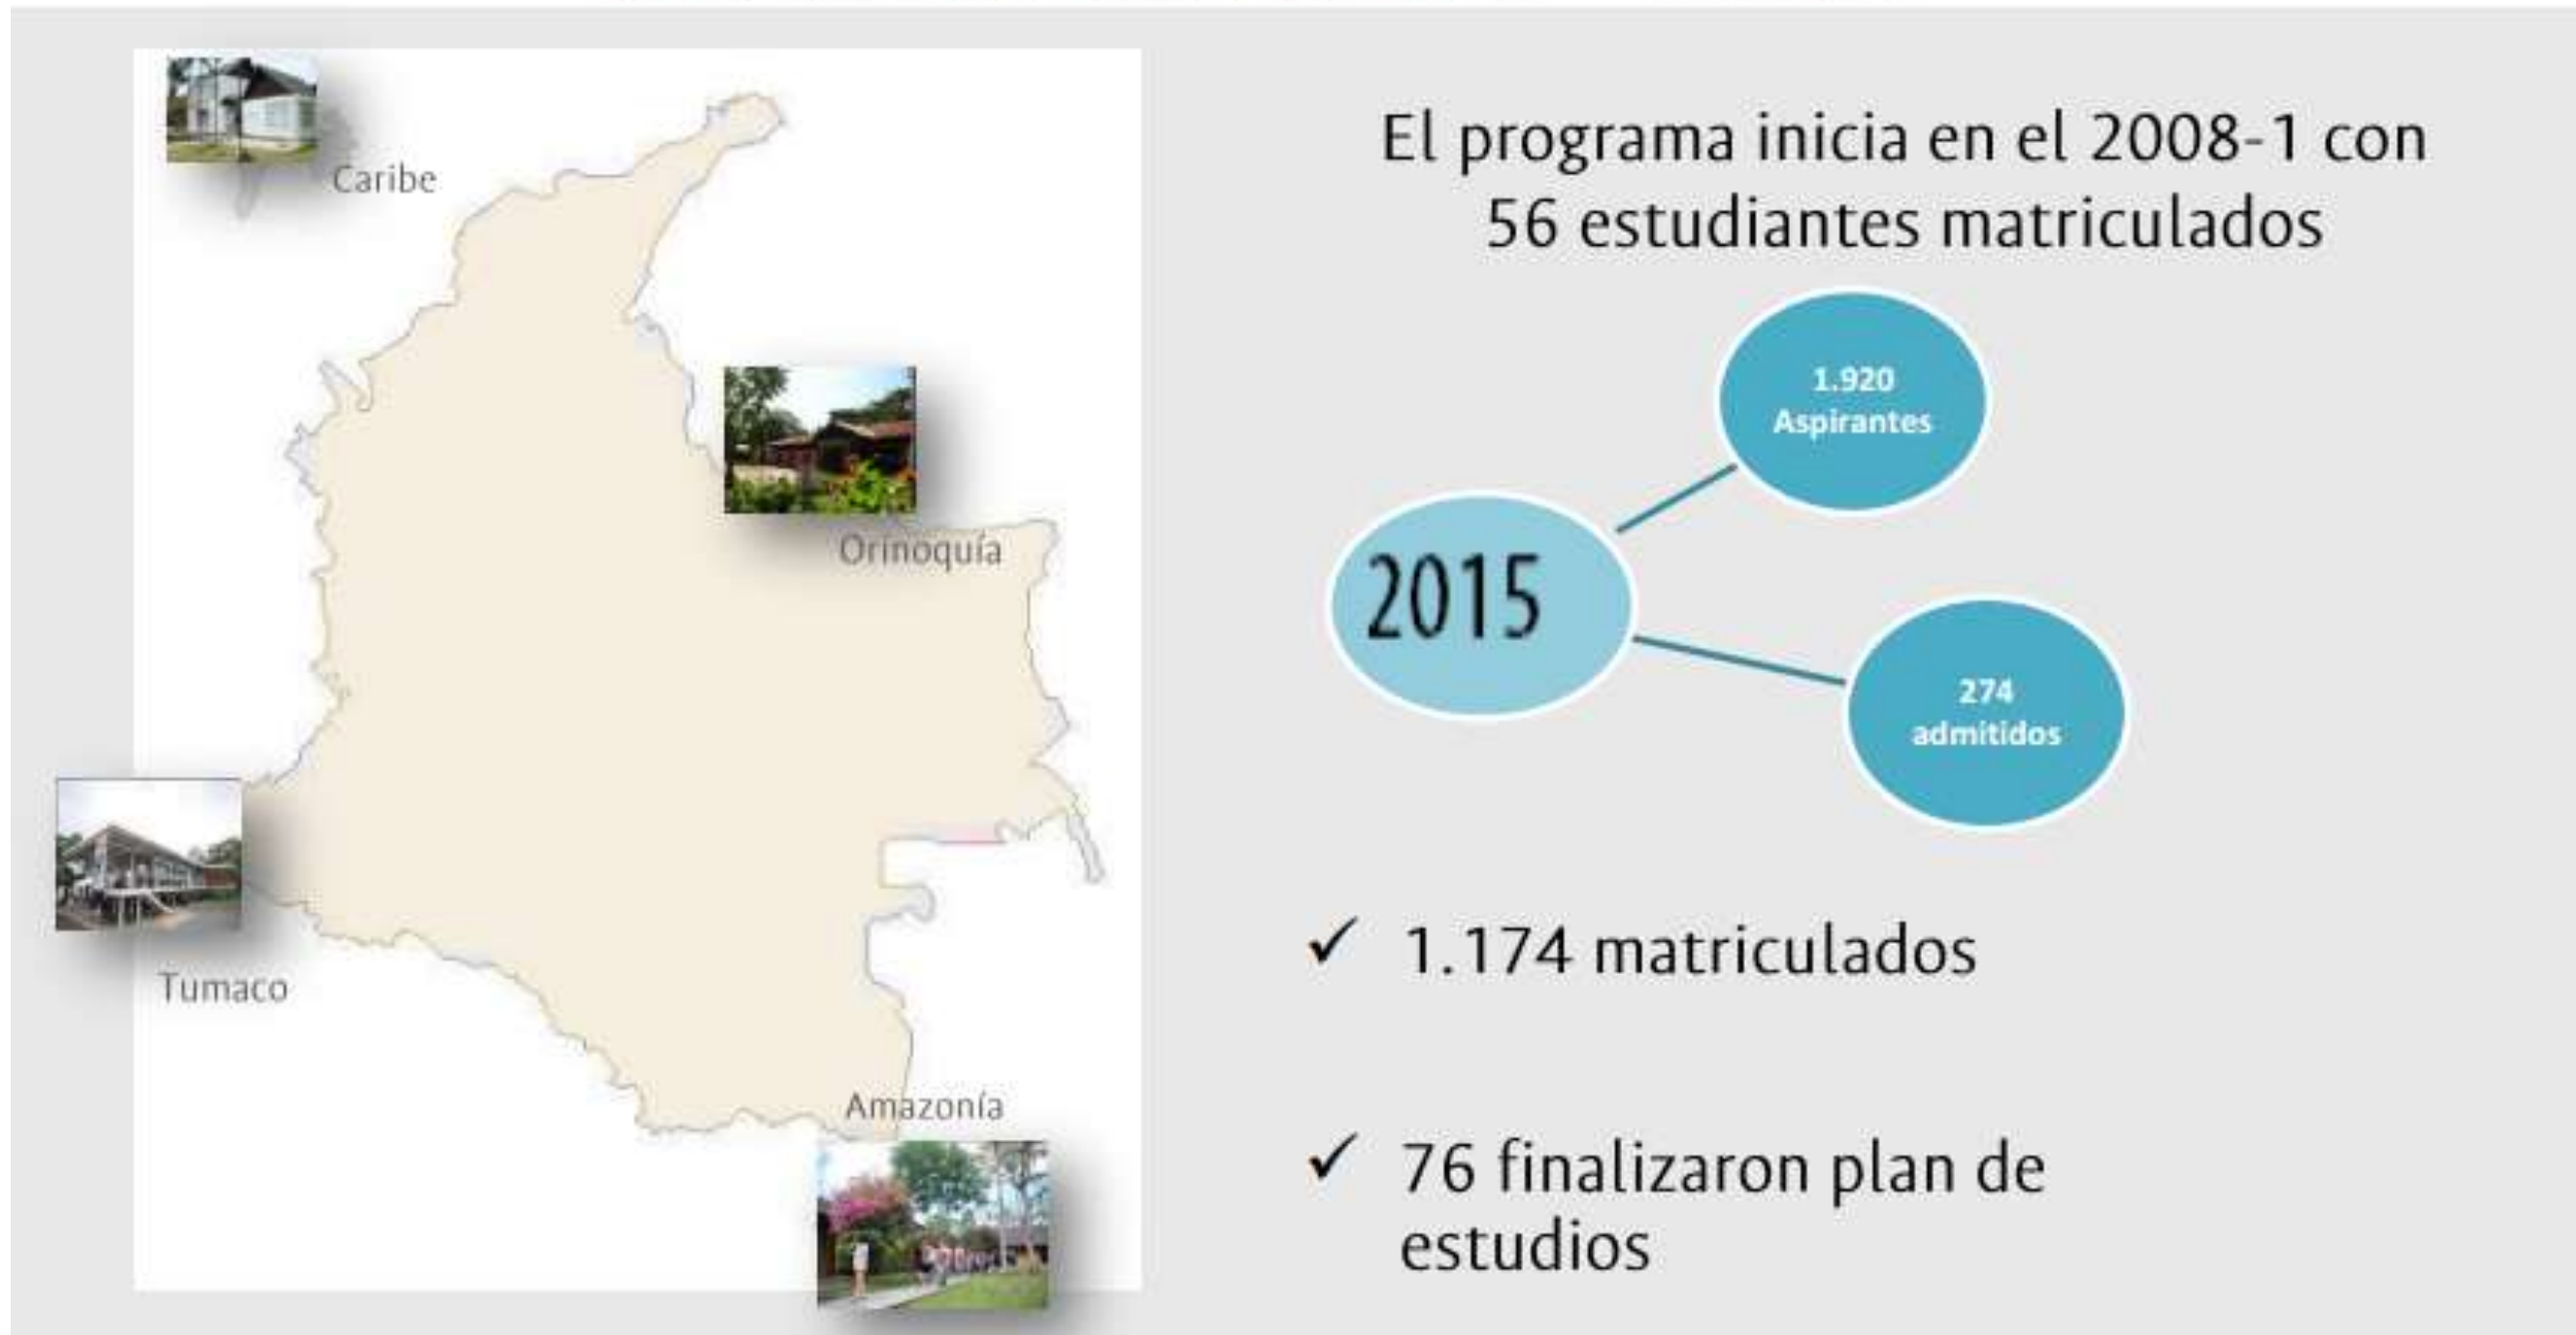 Caribe
Orinoquía
Tumaco
Amazonía
El programa inicia en el 2008-1 con
56 estudiantes matriculados
1.920
Aspirantes
2015
274
admitidos
✓ 1.174 matriculados
✓ 76 finalizaron plan de
estudios